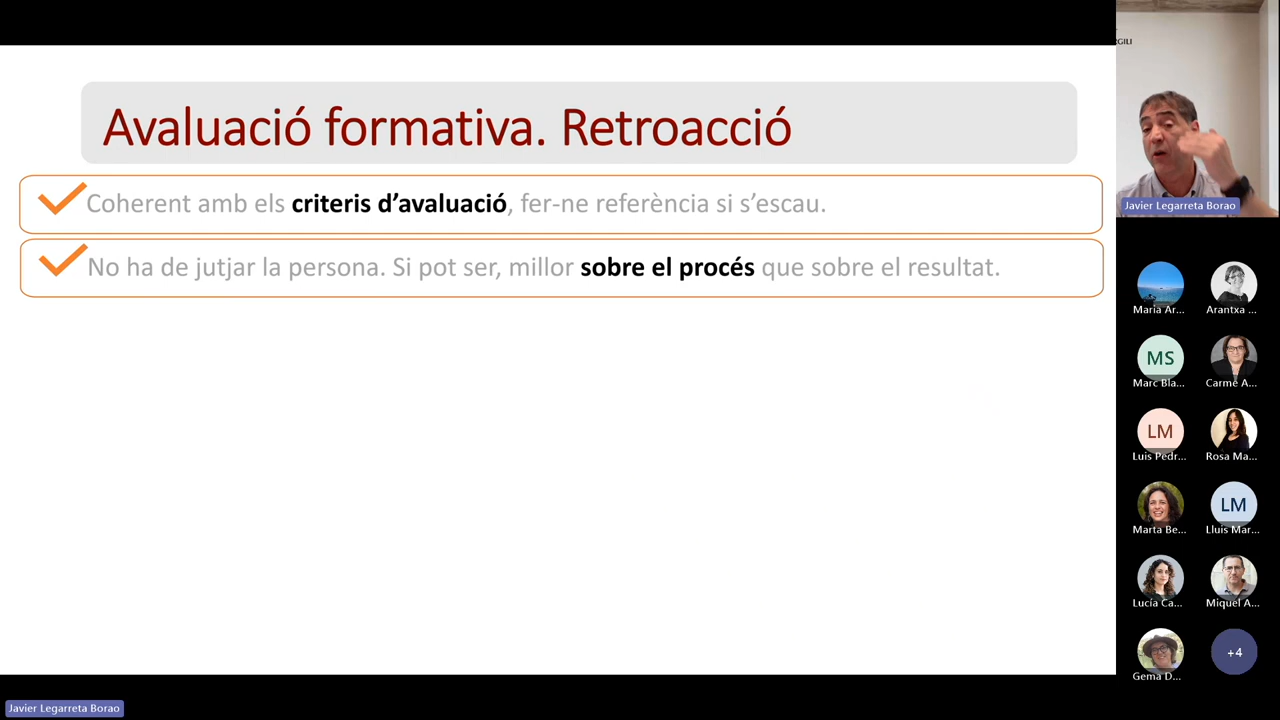 Avaluació formativa. Retroacció
Coherent amb els criteris d’avaluació, fer-ne referència si s’escau.
No ha de jutjar la persona. Si pot ser, millor sobre el procés que sobre el resultat.
RGILI
Javier Legarreta Borao
Maria Ar...
Arantxa ...
MS
Marc Bla...
Carme A...
LM
Luis Pedr...
Rosa Ma...
Marta Be...
LM
Lluis Mar...
Lucía Ca...
Miquel A...
Gema D...
+4
Javier Legarreta Borao